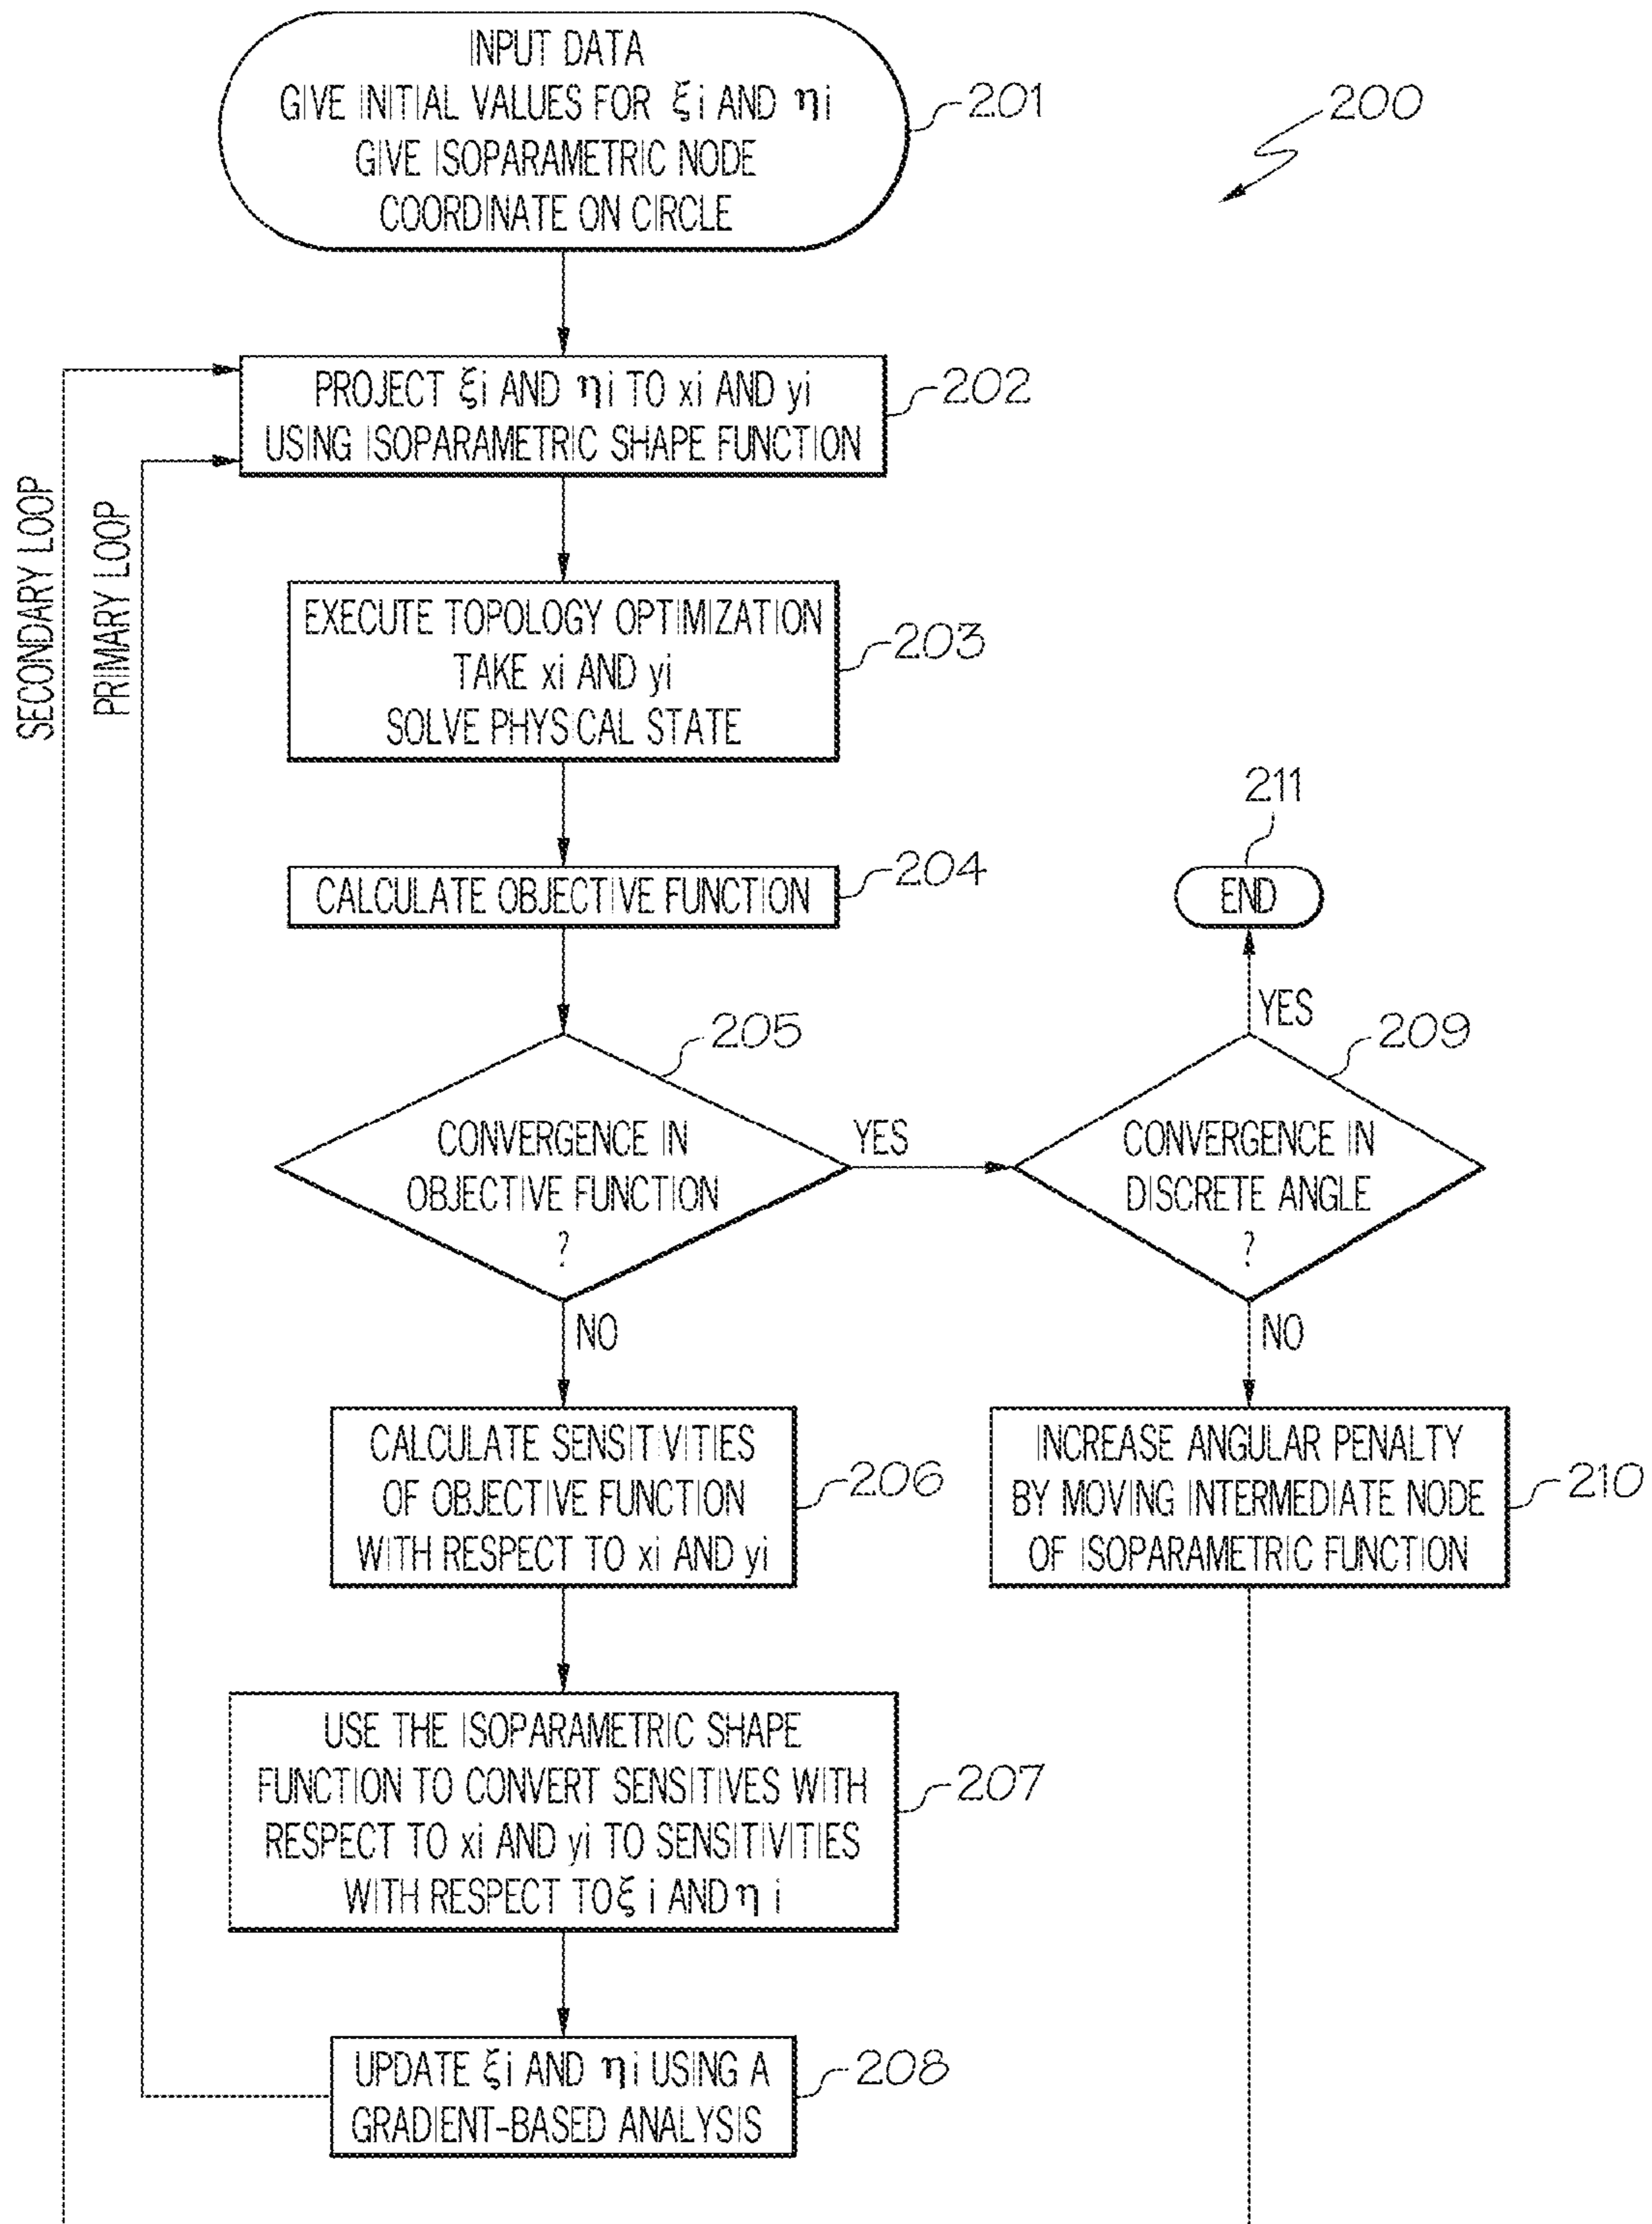 INPUT DATA
GIVE INITIAL VALUES FOR ξi AND ηi
GIVE ISOPARAMETRIC NODE
COORDINATE ON CIRCLE
201
200
PROJECT ξi AND ηi TO xi AND yi
USING ISOPARAMETRIC SHAPE FUNCTION
202
SECONDARY LOOP
PRIMARY LOOP
EXECUTE TOPOLOGY OPTIMIZATION
TAKE xi AND yi
SOLVE PHYSICAL STATE
203
CALCULATE OBJECTIVE FUNCTION
204
211
END
YES
CONVERGENCE IN
OBJECTIVE FUNCTION
?
205
YES
CONVERGENCE IN
DISCRETE ANGLE
?
209
NO
NO
CALCULATE SENSITIVITIES
OF OBJECTIVE FUNCTION
WITH RESPECT TO xi AND yi
206
INCREASE ANGULAR PENALTY
BY MOVING INTERMEDIATE NODE
OF ISOPARAMETRIC FUNCTION
210
USE THE ISOPARAMETRIC SHAPE
FUNCTION TO CONVERT SENSITIVES WITH
RESPECT TO xi AND yi TO SENSITIVITIES
WITH RESPECT TO ξ i AND η i
207
UPDATE ξi AND ηi USING A
GRADIENT-BASED ANALYSIS
208